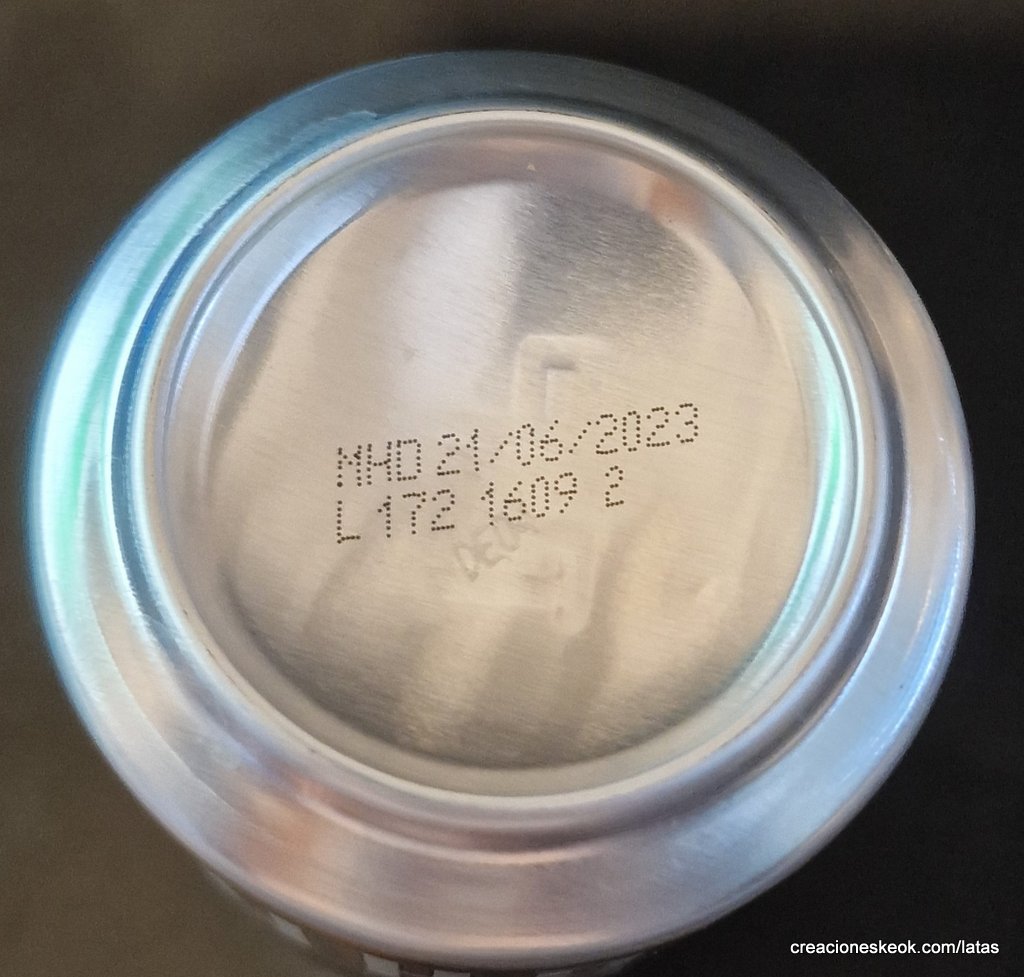 MHD 21/06/2023
L 172 1609 2
creacioneskeok.com/latas